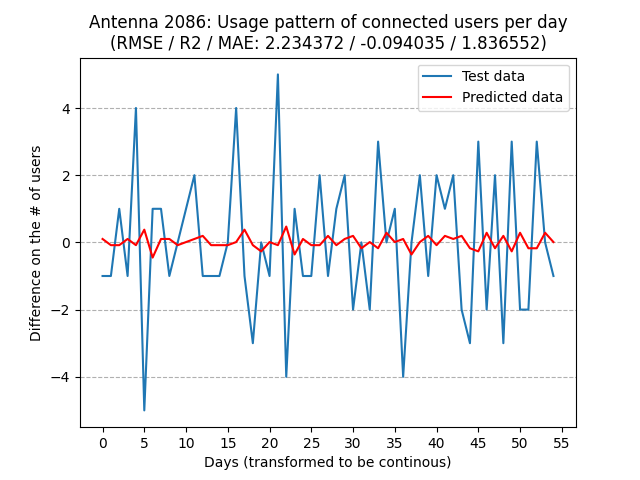 Antenna 2086: Usage pattern of connected users per day
(RMSE / R2 / MAE: 2.234372 / -0.094035 / 1.836552)
Test data
Predicted data
Difference on the # of users
4
2
0
−2
−4
0 5 10 15 20 25 30 35 40 45 50 55
Days (transformed to be continous)